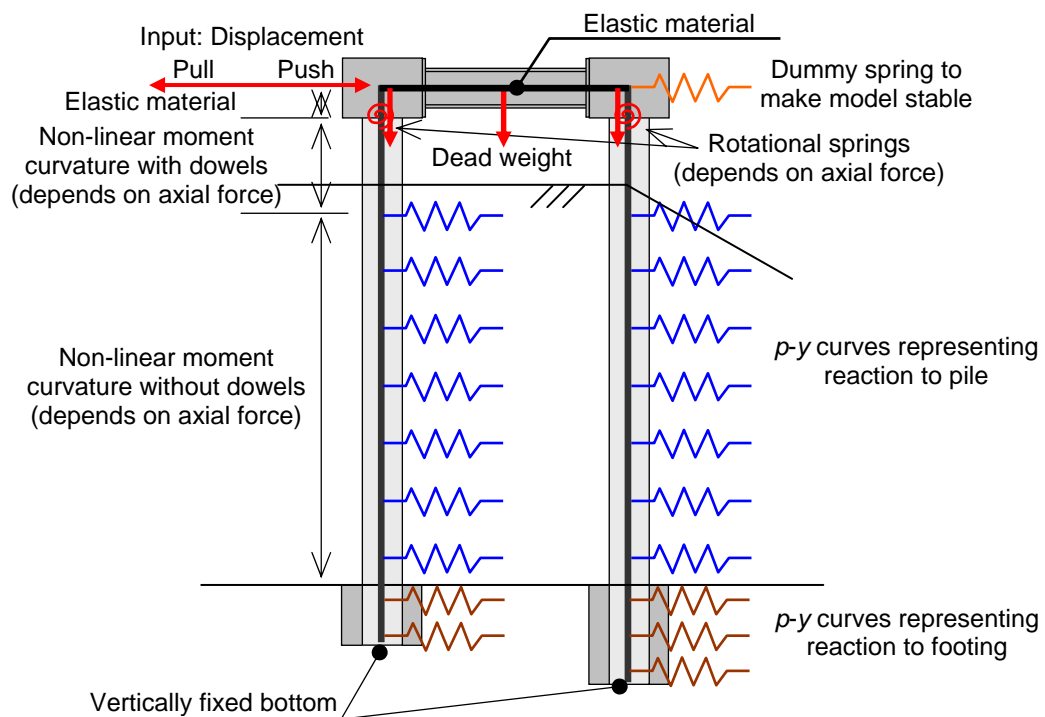 Elastic material
Input: Displacement
Pull
Push
Elastic material
Dummy spring to
make model stable
Non-linear moment
curvature with dowels
(depends on axial force)
Dead weight
Rotational springs
(depends on axial force)
Non-linear moment
curvature without dowels
(depends on axial force)
p-y curves representing
reaction to pile
p-y curves representing
reaction to footing
Vertically fixed bottom